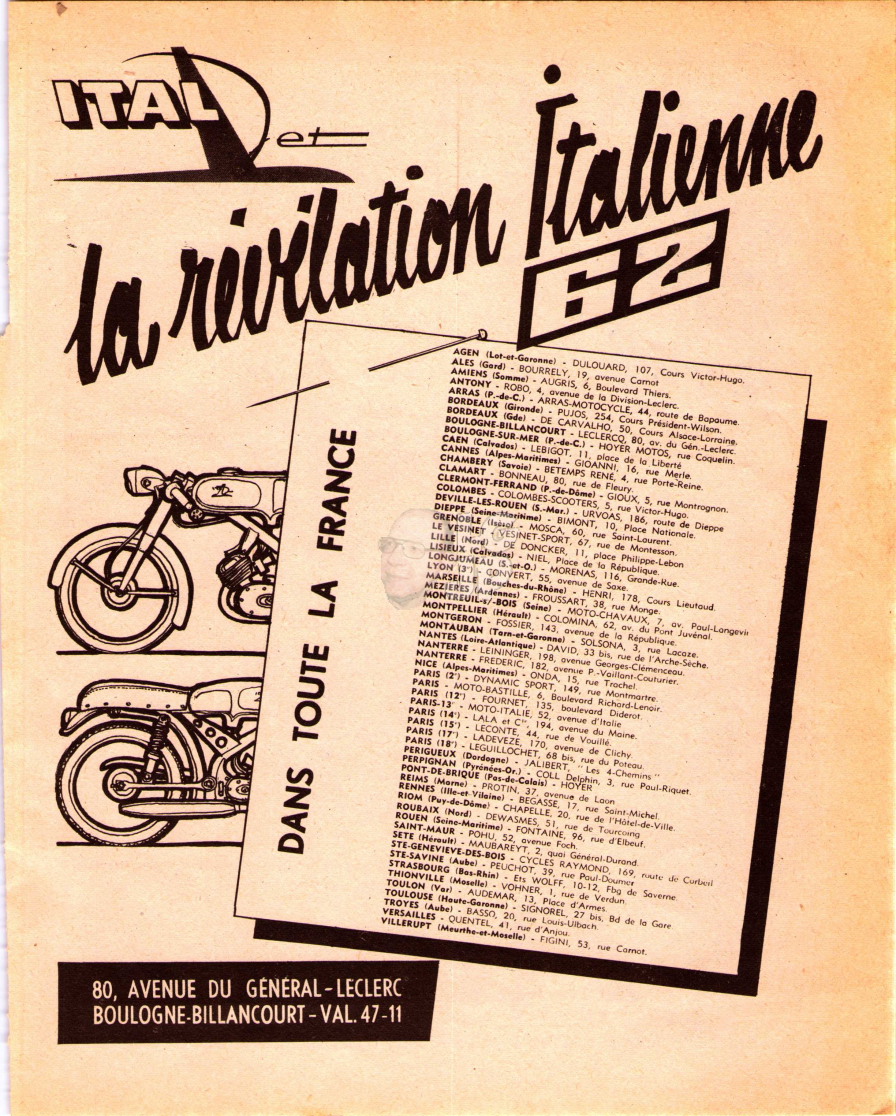 ITAL Jet
la révélation Italienne
62
DANS TOUTE LA FRANCE
AGEN (Lot-et-Garonne) - DULOUARD, 107, Cours Victor-Hugo.
ALES (Gard) - BOURRELY, 19, avenue Carnot
AMIENS (Somme) - AUGRIS, 6, Boulevard Thiers.
ANTONY - ROBO, 4, avenue de la Division-Leclerc.
ARRAS (P.-de-C.) - ARRAS-MOTOCYCLE, 44, route de Bapaume.
BORDEAUX (Gironde) - PUJOS, 254, Cours Président-Wilson.
BORDEAUX (Gde) - DE CARVALHO, 50, Cours Alsace-Lorraine.
BOULOGNE-BILLANCOURT - LECLERCQ, 80, av. du Gén.-Leclerc.
BOULOGNE-SUR-MER (P.-de-C.) - HOYER MOTOS, rue Coquelin.
CAEN (Calvados) - LEBIGOT, 11, place de la Liberté
CANNES (Alpes-Maritimes) - GIOANNI, 16, rue Merle.
CHAMBERY (Savoie) - BETEMPS RENÉ, 4, rue Porte-Reine.
CLAMART - BONNEAU, 80, rue de Fleury.
CLERMONT-FERRAND (P.-de-Dôme) - GIOUX, 5, rue Montrognon.
COLOMBES - COLOMBES-SCOOTERS, 5, rue Victor-Hugo.
DEVILLE-LES-ROUEN (S.-Mar.) - URVOAS, 186, route de Dieppe
DIEPPE (Seine-Maritime) - BIMONT, 10, Place Nationale.
GRENOBLE (Isère) - MOSCA, 60, rue Saint-Laurent.
LE VESINET - VESINET-SPORT, 67, rue de Montesson.
LILLE (Nord) - DE DONCKER, 11, place Philippe-Lebon
LISIEUX (Calvados) - NIEL, Place de la République.
LONGJUMEAU (S.-et-O.) - MORENAS, 116, Grande-Rue.
LYON (3e) - CONVERT, 55, avenue de Saxe.
MARSEILLE (Bouches-du-Rhône) - HENRI, 178, Cours Lieutaud.
MEZIERES (Ardennes) - FROUSSART, 38, rue Monge.
MONTREUIL-s/-BOIS (Seine) - MOTO-CHAVAUX, 7, av. Paul-Langevin
MONTPELLIER (Hérault) - COLOMINA, 62, av. du Pont Juvénal.
MONTGERON - FOSSIER, 143, avenue de la République.
MONTAUBAN (Tarn-et-Garonne) - SOLSONA, 3, rue Lacaze.
NANTES (Loire-Atlantique) - DAVID, 33 bis, rue de l'Arche-Sèche.
NANTERRE - LEININGER, 198, avenue Georges-Clémenceau.
NANTERRE - FREDERIC, 182, avenue P.-Vaillant-Couturier.
NICE (Alpes-Maritimes) - ONDA, 15, rue Trachel.
PARIS (2e) - DYNAMIC SPORT, 149, rue Montmartre.
PARIS - MOTO-BASTILLE, 6, Boulevard Richard-Lenoir.
PARIS (12e) - FOURNET, 135, boulevard Diderot.
PARIS-13e - MOTO-ITALIE, 52, avenue d'Italie
PARIS (14e) - LALA et Cie, 194, avenue du Maine.
PARIS (15e) - LECONTE, 44, rue de Vouillé.
PARIS (17e) - LADEVEZE, 170, avenue de Clichy
PARIS (18e) - LEGUILLOCHET, 68 bis, rue du Poteau.
PERIGUEUX (Dordogne) - JALIBERT, " Les 4-Chemins "
PERPIGNAN (Pyrénées-Or.) - COLL Delphin, 3, rue Paul-Riquet.
PONT-DE-BRIQUE (Pas-de-Calais) - HOYER
REIMS (Marne) - PROTIN, 37, avenue de Laon
RENNES (Ille-et-Vilaine) - BEGASSE, 17, rue Saint-Michel.
RIOM (Puy-de-Dôme) - CHAPELLE, 20, rue de l'Hôtel-de-Ville.
ROUBAIX (Nord) - DEWASMES, 51, rue de Tourcoing
ROUEN (Seine-Maritime) - FONTAINE, 96, rue d'Elbeuf.
SAINT-MAUR - POHU, 52, avenue Foch.
SETE (Hérault) - MAUBAREYT, 2, quai Général-Durand.
STE-GENEVIEVE-DES-BOIS - CYCLES RAYMOND, 169, route de Corbeil
STE-SAVINE (Aube) - PEUCHOT, 39, rue Paul-Doumer
STRASBOURG (Bas-Rhin) - Ets WOLFF, 10-12, Fbg de Saverne.
THIONVILLE (Moselle) - VOHNER, 1, rue de Verdun.
TOULON (Var) - AUDEMAR, 13, Place d'Armes.
TOULOUSE (Haute-Garonne) - SIGNOREL, 27 bis, Bd de la Gare.
TROYES (Aube) - BASSO, 20, rue Louis-Ulbach.
VERSAILLES - QUENTEL, 41, rue d'Anjou.
VILLERUPT (Meurthe-et-Moselle) - FIGINI, 53, rue Carnot.
80, AVENUE DU GÉNÉRAL-LECLERC
BOULOGNE-BILLANCOURT - VAL. 47-11